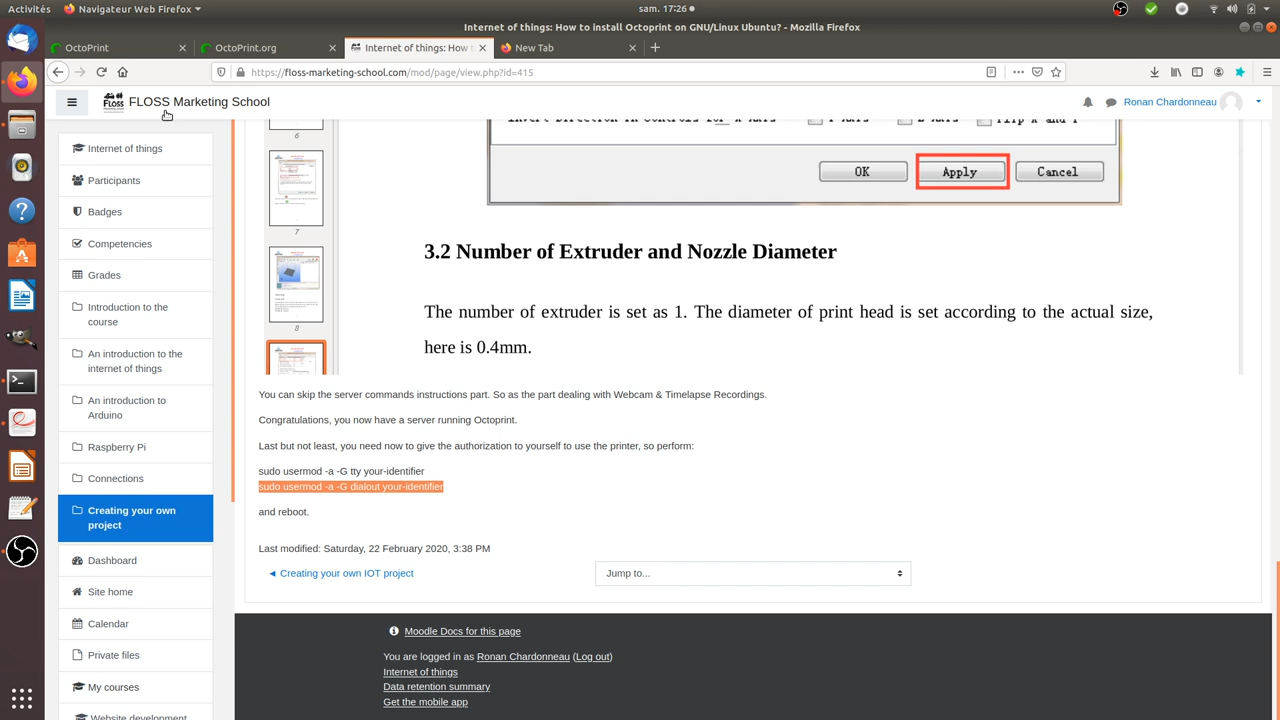 Activités
Navigateur Web Firefox
sam. 17:26
Internet of things: How to install Octoprint on GNU/Linux Ubuntu? - Mozilla Firefox
OctoPrint
OctoPrint.org
Internet of things: How to
New Tab
https://floss-marketing-school.com/mod/page/view.php?id=415
FLOSS Marketing School
Ronan Chardonneau
Internet of things
Participants
Badges
Competencies
Grades
Introduction to the
course
An introduction to the
internet of things
An introduction to
Arduino
Raspberry Pi
Connections
Creating your own
project
Dashboard
Site home
Calendar
Private files
My courses
Website development
6
7
8
OK
Apply
Cancel
3.2 Number of Extruder and Nozzle Diameter
The number of extruder is set as 1. The diameter of print head is set according to the actual size,
here is 0.4mm.
You can skip the server commands instructions part. So as the part dealing with Webcam & Timelapse Recordings.
Congratulations, you now have a server running Octoprint.
Last but not least, you need now to give the authorization to yourself to use the printer, so perform:
sudo usermod -a -G tty your-identifier
sudo usermod -a -G dialout your-identifier
and reboot.
Last modified: Saturday, 22 February 2020, 3:38 PM
◄ Creating your own IOT project
Jump to...
Moodle Docs for this page
You are logged in as Ronan Chardonneau (Log out)
Internet of things
Data retention summary
Get the mobile app